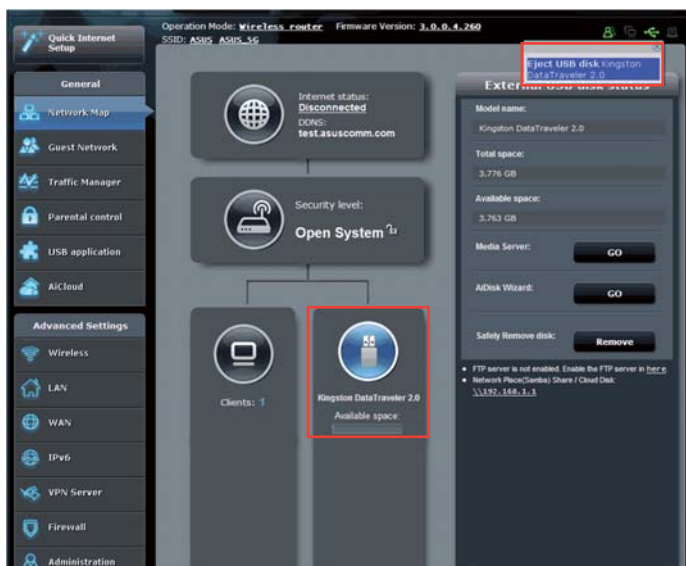 Quick Internet
Setup
Operation Mode: Wireless router Firmware Version: 3.0.0.4.260
SSID: ASUS ASUS_5G
General
Network Map
Guest Network
Traffic Manager
Parental control
USB application
AiCloud
Advanced Settings
Wireless
LAN
WAN
IPv6
VPN Server
Firewall
Administration
Internet status:
Disconnected
DDNS:
test.asuscomm.com
Security level:
Open System
Clients: 1
Kingston DataTraveler 2.0
Available space:
Eject USB disk Kingston
DataTraveler 2.0
External USB disk status
Model name:
Kingston DataTraveler 2.0
Total space:
3.776 GB
Available space:
3.763 GB
Media Server:
GO
AiDisk Wizard:
GO
Safely Remove disk:
Remove
FTP server is not enabled. Enable the FTP server in here
Network Place(Samba) Share / Cloud Disk:
\\192.168.1.1